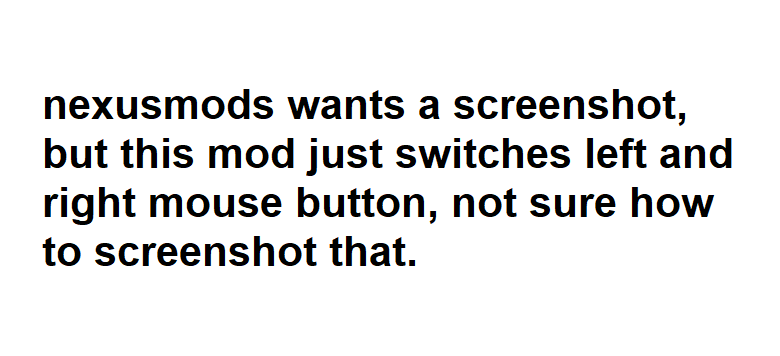 nexusmods wants a screenshot,
but this mod just switches left and
right mouse button, not sure how
to screenshot that.